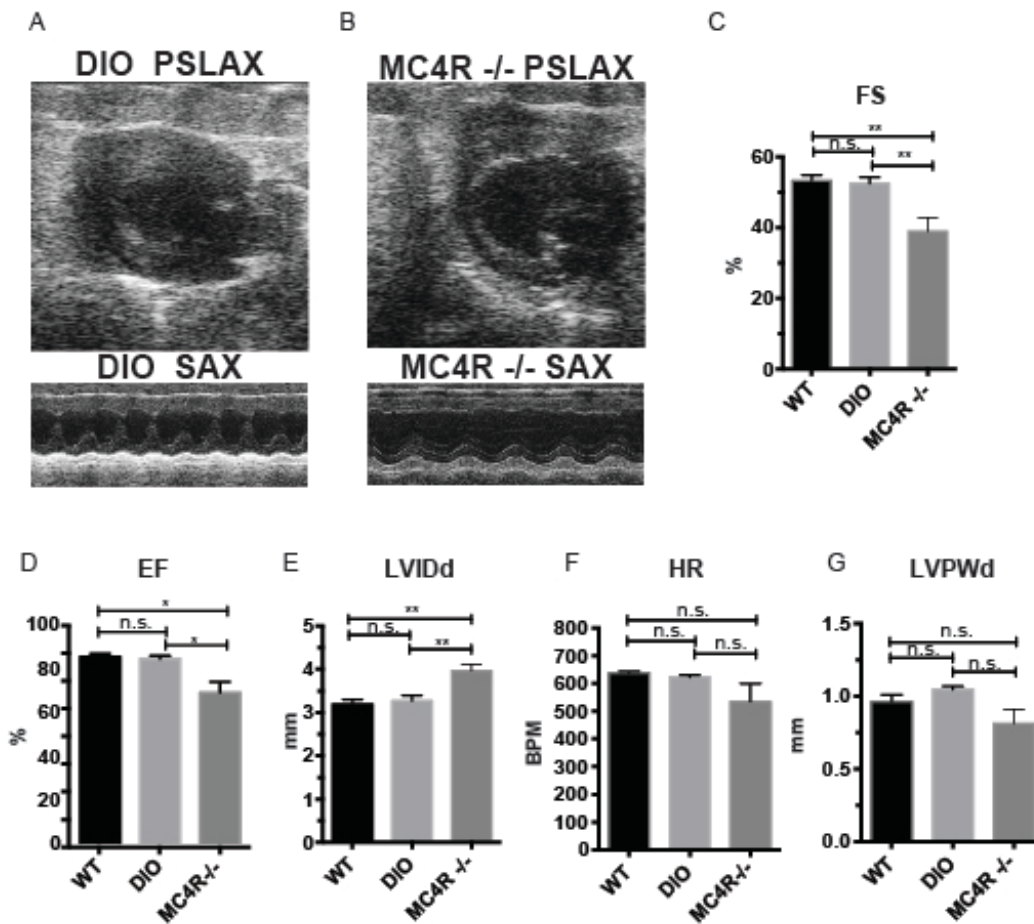 A
DIO PSLAX
DIO SAX
B
MC4R -/- PSLAX
MC4R -/- SAX
C
FS
**
n.s.
**
60
40
20
0
%
WT
DIO
MC4R -/-
D
EF
*
n.s.
*
100
80
60
40
20
0
%
WT
DIO
MC4R-/-
E
LVIDd
**
n.s.
**
5
4
3
2
1
0
mm
WT
DIO
MC4R -/-
F
HR
n.s.
n.s.
n.s.
800
700
600
500
400
300
200
100
0
BPM
WT
DIO
MC4R-/-
G
LVPWd
n.s.
n.s.
n.s.
1.5
1.0
0.5
0.0
mm
WT
DIO
MC4R -/-